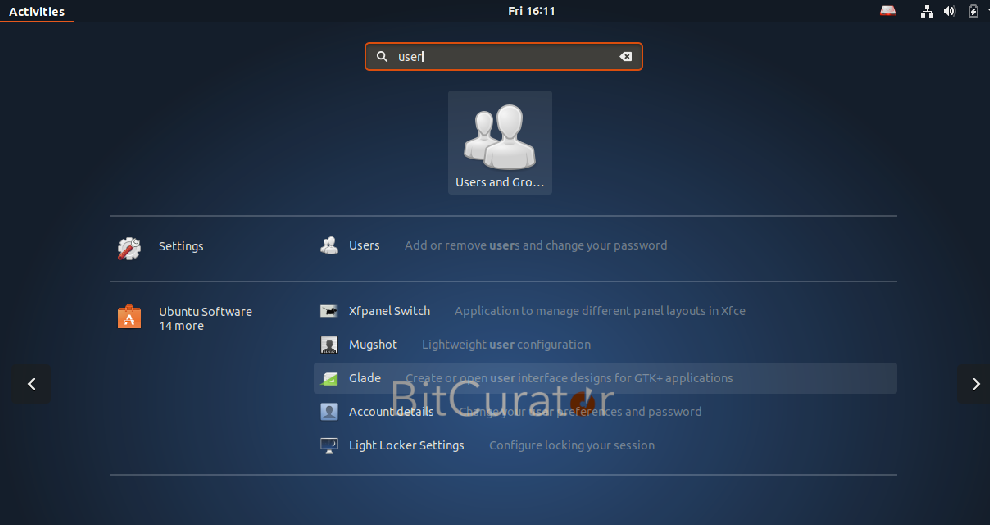 Activities
Fri 16:11
user
Users and Gro...
Settings
Users Add or remove users and change your password
Ubuntu Software
14 more
Xfpanel Switch Application to manage different panel layouts in Xfce
Mugshot Lightweight user configuration
Glade Create or open user interface designs for GTK+ applications
BitCurator
Account details Change your user preferences and password
Light Locker Settings Configure locking your session